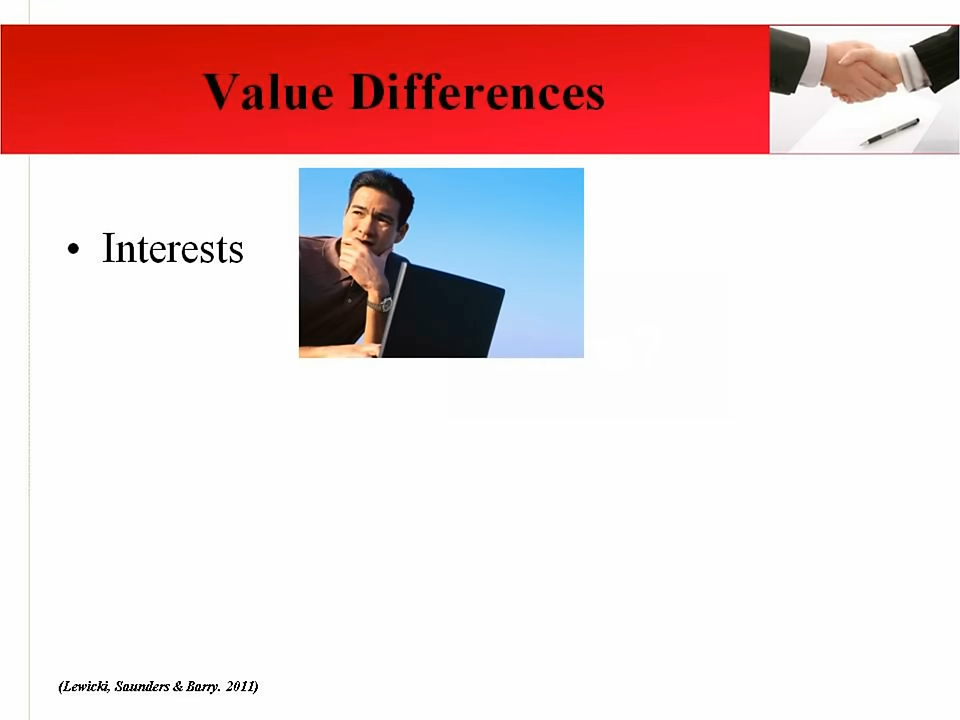 Value Differences
• Interests
?
(Lewicki, Saunders & Barry. 2011)